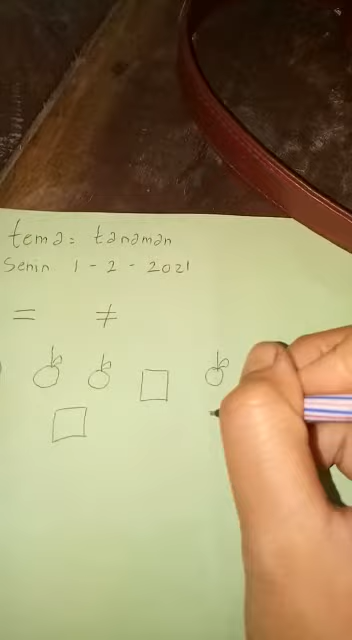 tema: tanaman
Senin 1-2-2021
= ≠